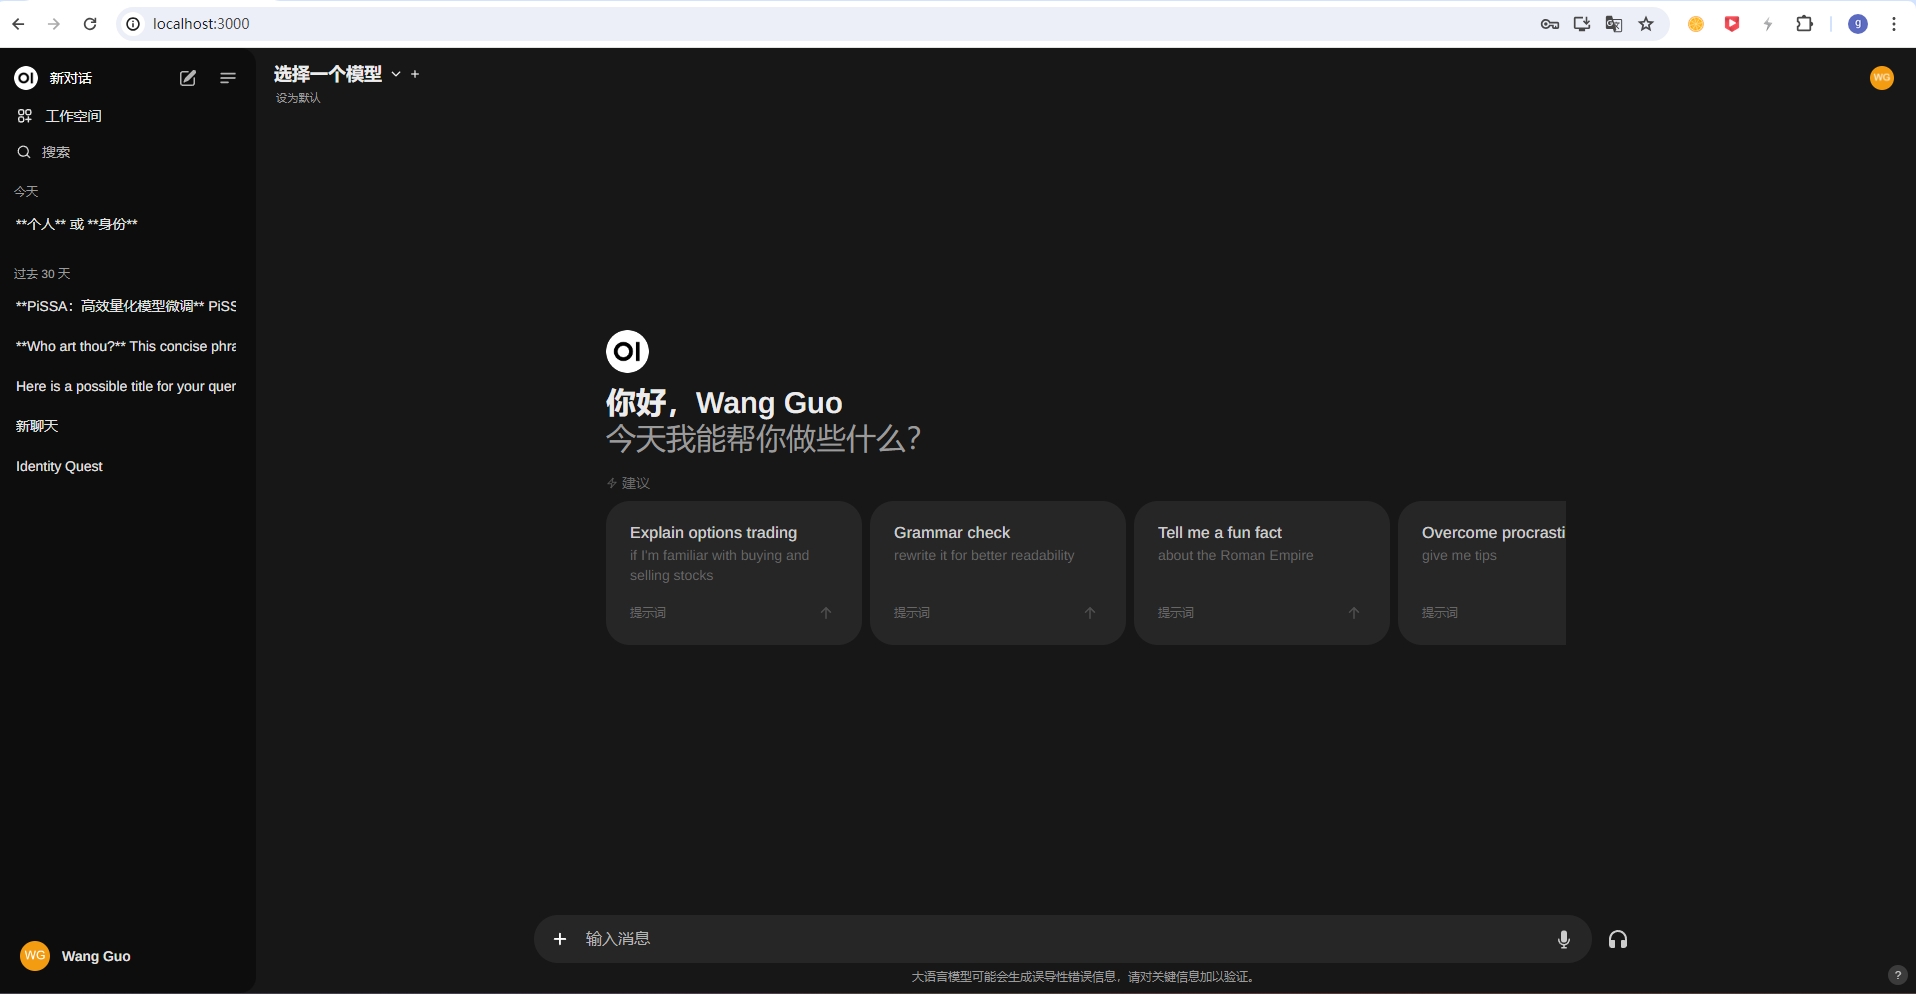 localhost:3000
g
OI 新对话
工作空间
搜索
今天
**个人** 或 **身份**
过去 30 天
**PiSSA：高效量化模型微调** PiSS
**Who art thou?** This concise phra
Here is a possible title for your quer
新聊天
Identity Quest
WG Wang Guo
选择一个模型
设为默认
WG
OI
你好，Wang Guo
今天我能帮你做些什么？
建议
Explain options trading
if I'm familiar with buying and
selling stocks
提示词
Grammar check
rewrite it for better readability
提示词
Tell me a fun fact
about the Roman Empire
提示词
Overcome procrasti
give me tips
提示词
输入消息
大语言模型可能会生成误导性错误信息，请对关键信息加以验证。
?